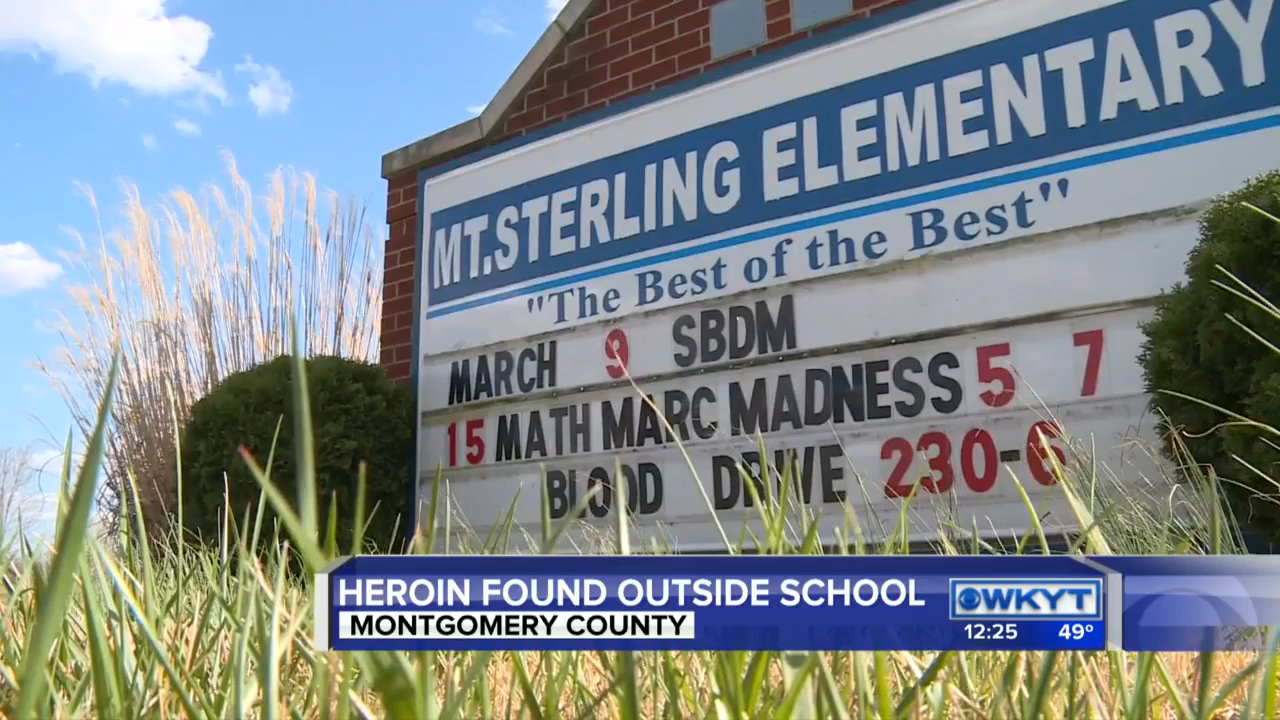 MT.STERLING ELEMENTARY
"The Best of the Best"
MARCH 9 SBDM
15 MATH MARC MADNESS 5 7
BLOOD DRIVE 230-6
HEROIN FOUND OUTSIDE SCHOOL
MONTGOMERY COUNTY
WKYT
12:25 49°